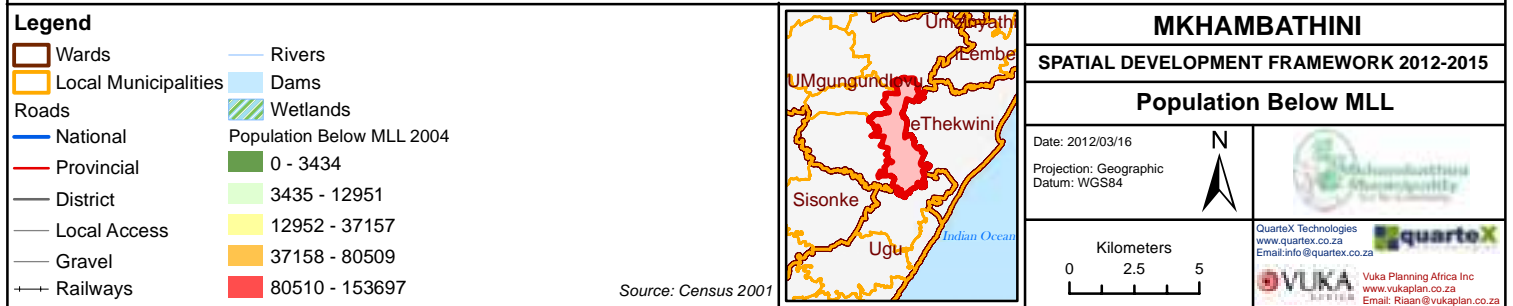 Legend
Wards
Local Municipalities
Roads
National
Provincial
District
Local Access
Gravel
Railways
Rivers
Dams
Wetlands
Population Below MLL 2004
0 - 3434
3435 - 12951
12952 - 37157
37158 - 80509
80510 - 153697
Source: Census 2001
Umzinyathi
iLembe
UMgungundlovu
eThekwini
Sisonke
Ugu
Indian Ocean
MKHAMBATHINI
SPATIAL DEVELOPMENT FRAMEWORK 2012-2015
Population Below MLL
Date: 2012/03/16
Projection: Geographic
Datum: WGS84
N
Mkhambathini
Municipality
Kilometers
0 2.5 5
QuarteX Technologies
www.quartex.co.za
Email:info@quartex.co.za
quarteX
VUKA
AFRICA
Vuka Planning Africa Inc
www.vukaplan.co.za
Email: Riaan@vukaplan.co.za